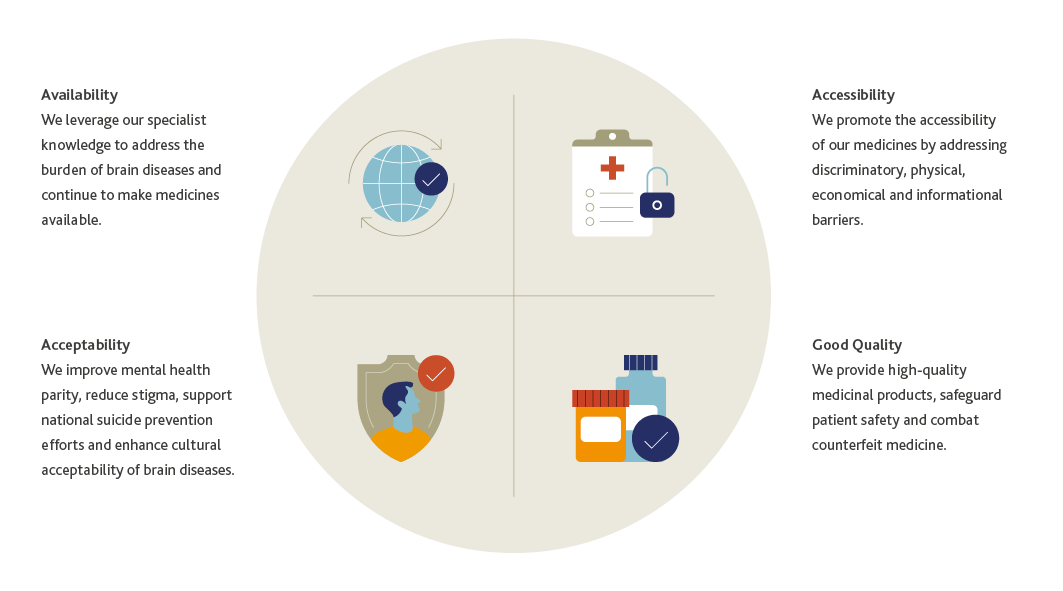 Availability
We leverage our specialist
knowledge to address the
burden of brain diseases and
continue to make medicines
available.
Accessibility
We promote the accessibility
of our medicines by addressing
discriminatory, physical,
economical and informational
barriers.
Acceptability
We improve mental health
parity, reduce stigma, support
national suicide prevention
efforts and enhance cultural
acceptability of brain diseases.
Good Quality
We provide high-quality
medicinal products, safeguard
patient safety and combat
counterfeit medicine.